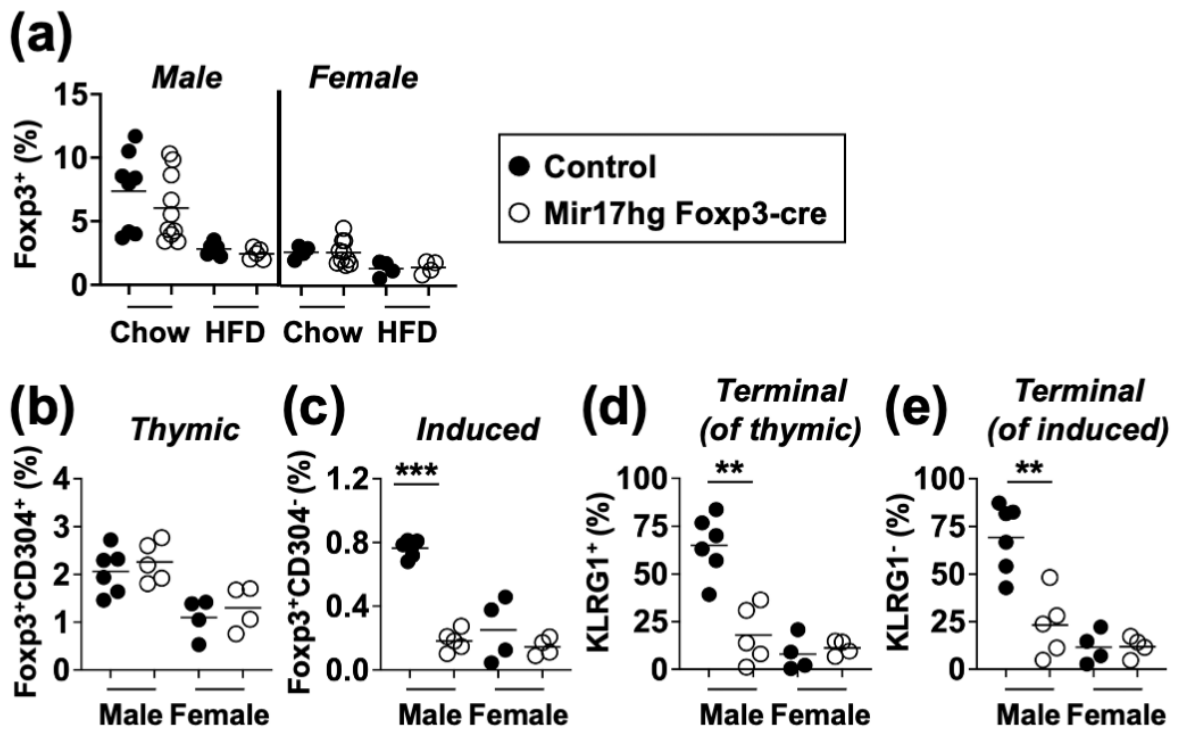 (a)
Male Female
15
10
5
0
Foxp3⁺ (%)
Chow HFD Chow HFD
Control
Mir17hg Foxp3-cre
(b)
Thymic
Foxp3⁺CD304⁺ (%)
4
3
2
1
0
Male Female
(c)
Induced
Foxp3⁺CD304⁻ (%)
1.2
0.8
0.4
0.0
***
Male Female
(d)
Terminal
(of thymic)
KLRG1⁺ (%)
100
75
50
25
0
**
Male Female
(e)
Terminal
(of induced)
KLRG1⁻ (%)
100
75
50
25
0
**
Male Female